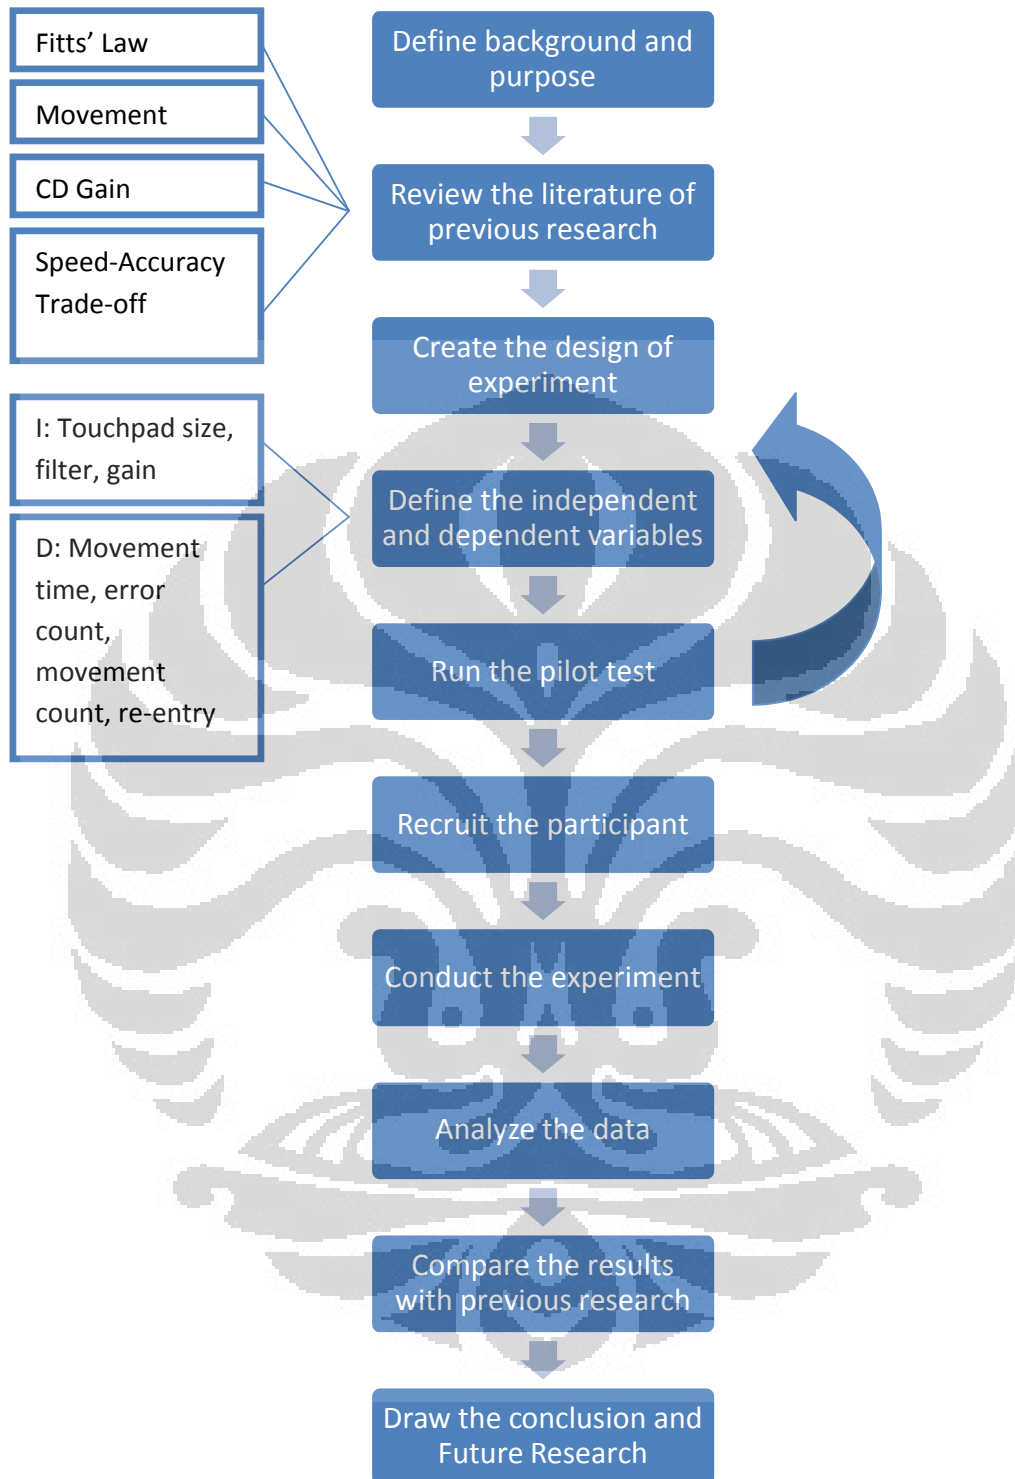 Fitts’ Law
Movement
CD Gain
Speed-Accuracy
Trade-off
I: Touchpad size,
filter, gain
D: Movement
time, error
count,
movement
count, re-entry
Define background and
purpose
Review the literature of
previous research
Create the design of
experiment
Define the independent
and dependent variables
Run the pilot test
Recruit the participant
Conduct the experiment
Analyze the data
Compare the results
with previous research
Draw the conclusion and
Future Research